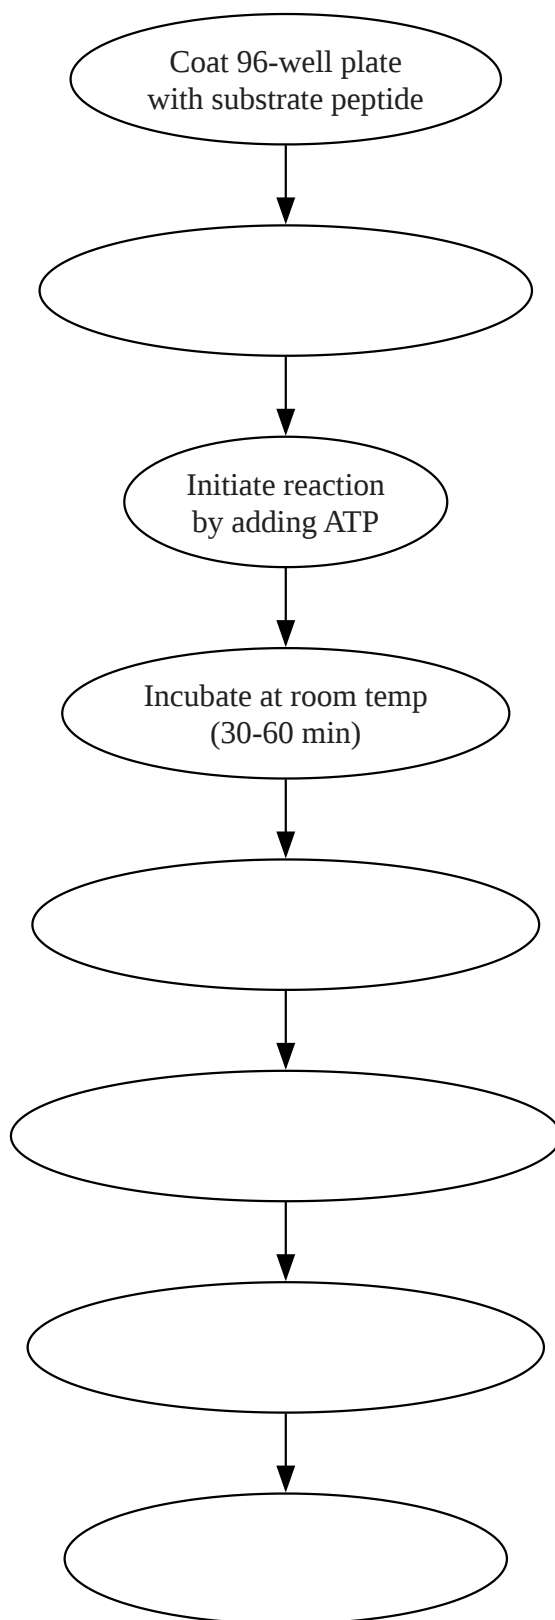 Coat 96-well plate
with substrate peptide
Initiate reaction
by adding ATP
Incubate at room temp
(30-60 min)